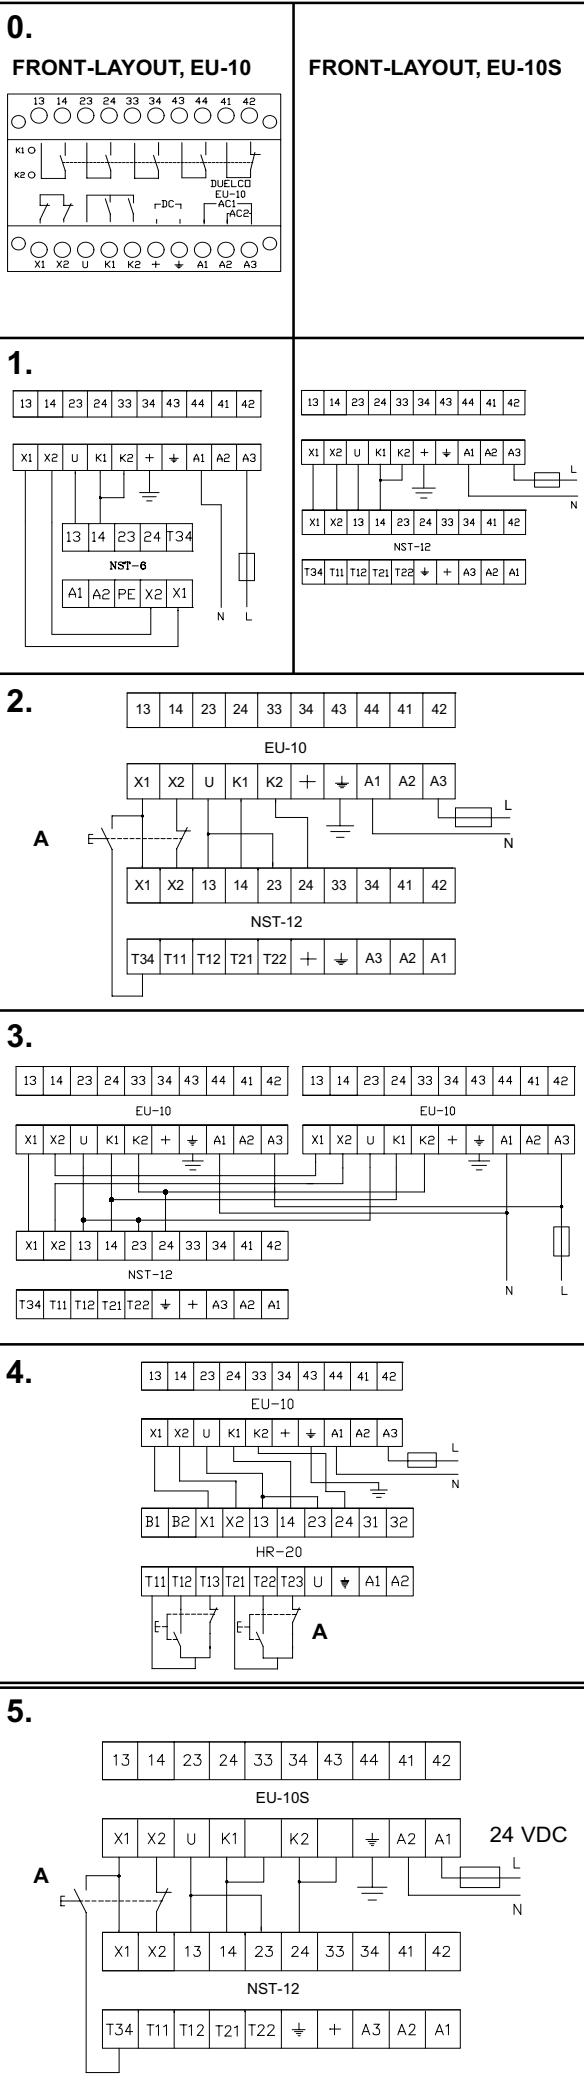 0.
FRONT-LAYOUT, EU-10
FRONT-LAYOUT, EU-10S
13 14 23 24 33 34 43 44 41 42
K1
K2
DUELCO
EU-10
DC
AC1
AC2
X1 X2 U K1 K2 + ⏚ A1 A2 A3
1.
13 14 23 24 33 34 43 44 41 42
X1 X2 U K1 K2 + ⏚ A1 A2 A3
13 14 23 24 T34
NST-6
A1 A2 PE X2 X1
N L
13 14 23 24 33 34 43 44 41 42
X1 X2 U K1 K2 + ⏚ A1 A2 A3
L
N
X1 X2 13 14 23 24 33 34 41 42
NST-12
T34 T11 T12 T21 T22 ⏚ + A3 A2 A1
2.
13 14 23 24 33 34 43 44 41 42
EU-10
X1 X2 U K1 K2 + ⏚ A1 A2 A3
L
A
N
X1 X2 13 14 23 24 33 34 41 42
NST-12
T34 T11 T12 T21 T22 + ⏚ A3 A2 A1
3.
13 14 23 24 33 34 43 44 41 42
13 14 23 24 33 34 43 44 41 42
EU-10
EU-10
X1 X2 U K1 K2 + ⏚ A1 A2 A3
X1 X2 U K1 K2 + ⏚ A1 A2 A3
X1 X2 13 14 23 24 33 34 41 42
NST-12
N L
T34 T11 T12 T21 T22 ⏚ + A3 A2 A1
4.
13 14 23 24 33 34 43 44 41 42
EU-10
X1 X2 U K1 K2 + ⏚ A1 A2 A3
L
N
B1 B2 X1 X2 13 14 23 24 31 32
HR-20
T11 T12 T13 T21 T22 T23 U ⏚ A1 A2
A
5.
13 14 23 24 33 34 43 44 41 42
EU-10S
X1 X2 U K1 K2 ⏚ A2 A1
24 VDC
L
A
N
X1 X2 13 14 23 24 33 34 41 42
NST-12
T34 T11 T12 T21 T22 ⏚ + A3 A2 A1